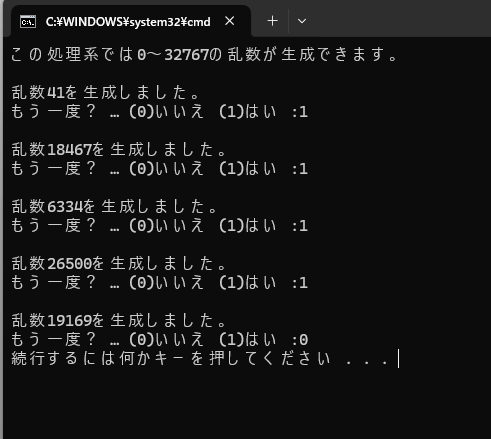 C:¥WINDOWS¥system32¥cmd
この処理系では0～32767の乱数が生成できます。
乱数41を生成しました。
もう一度？ … (0)いいえ (1)はい :1
乱数18467を生成しました。
もう一度？ … (0)いいえ (1)はい :1
乱数6334を生成しました。
もう一度？ … (0)いいえ (1)はい :1
乱数26500を生成しました。
もう一度？ … (0)いいえ (1)はい :1
乱数19169を生成しました。
もう一度？ … (0)いいえ (1)はい :0
続行するには何かキーを押してください . . .